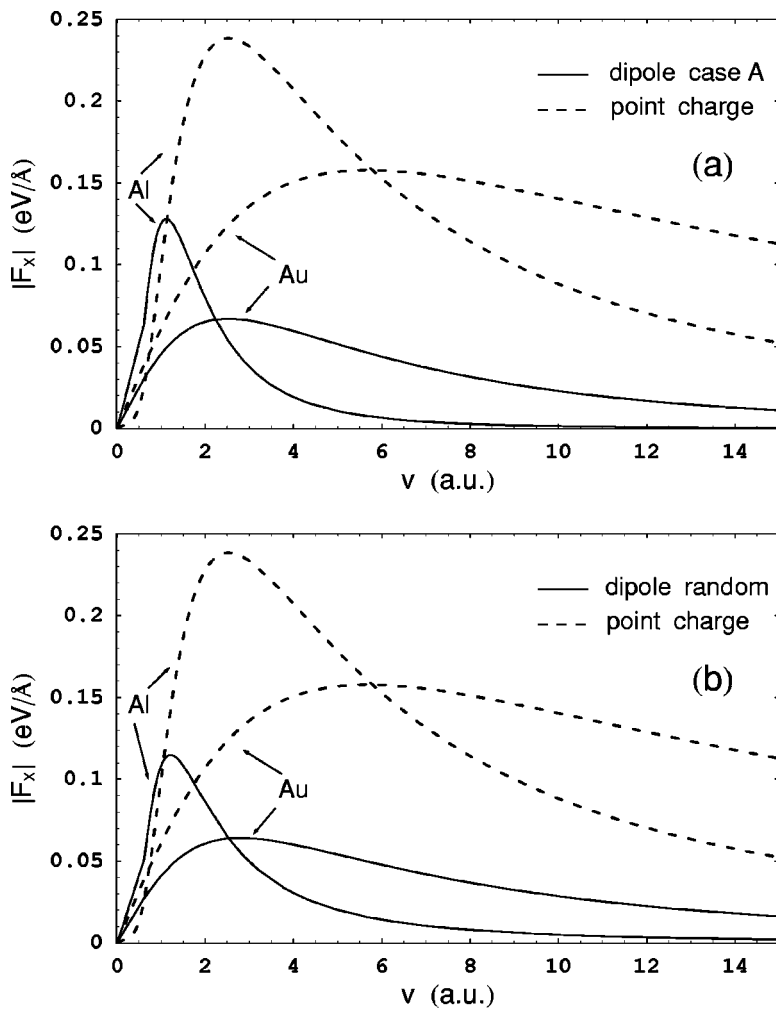 0.25
dipole case A
0.2
point charge
(a)
Al
0.15
|Fx| (eV/Å)
0.1
Au
0.05
0
0 2 4 6 8 10 12 14
v (a.u.)
0.25
dipole random
0.2
point charge
(b)
Al
0.15
|Fx| (eV/Å)
0.1
Au
0.05
0
0 2 4 6 8 10 12 14
v (a.u.)